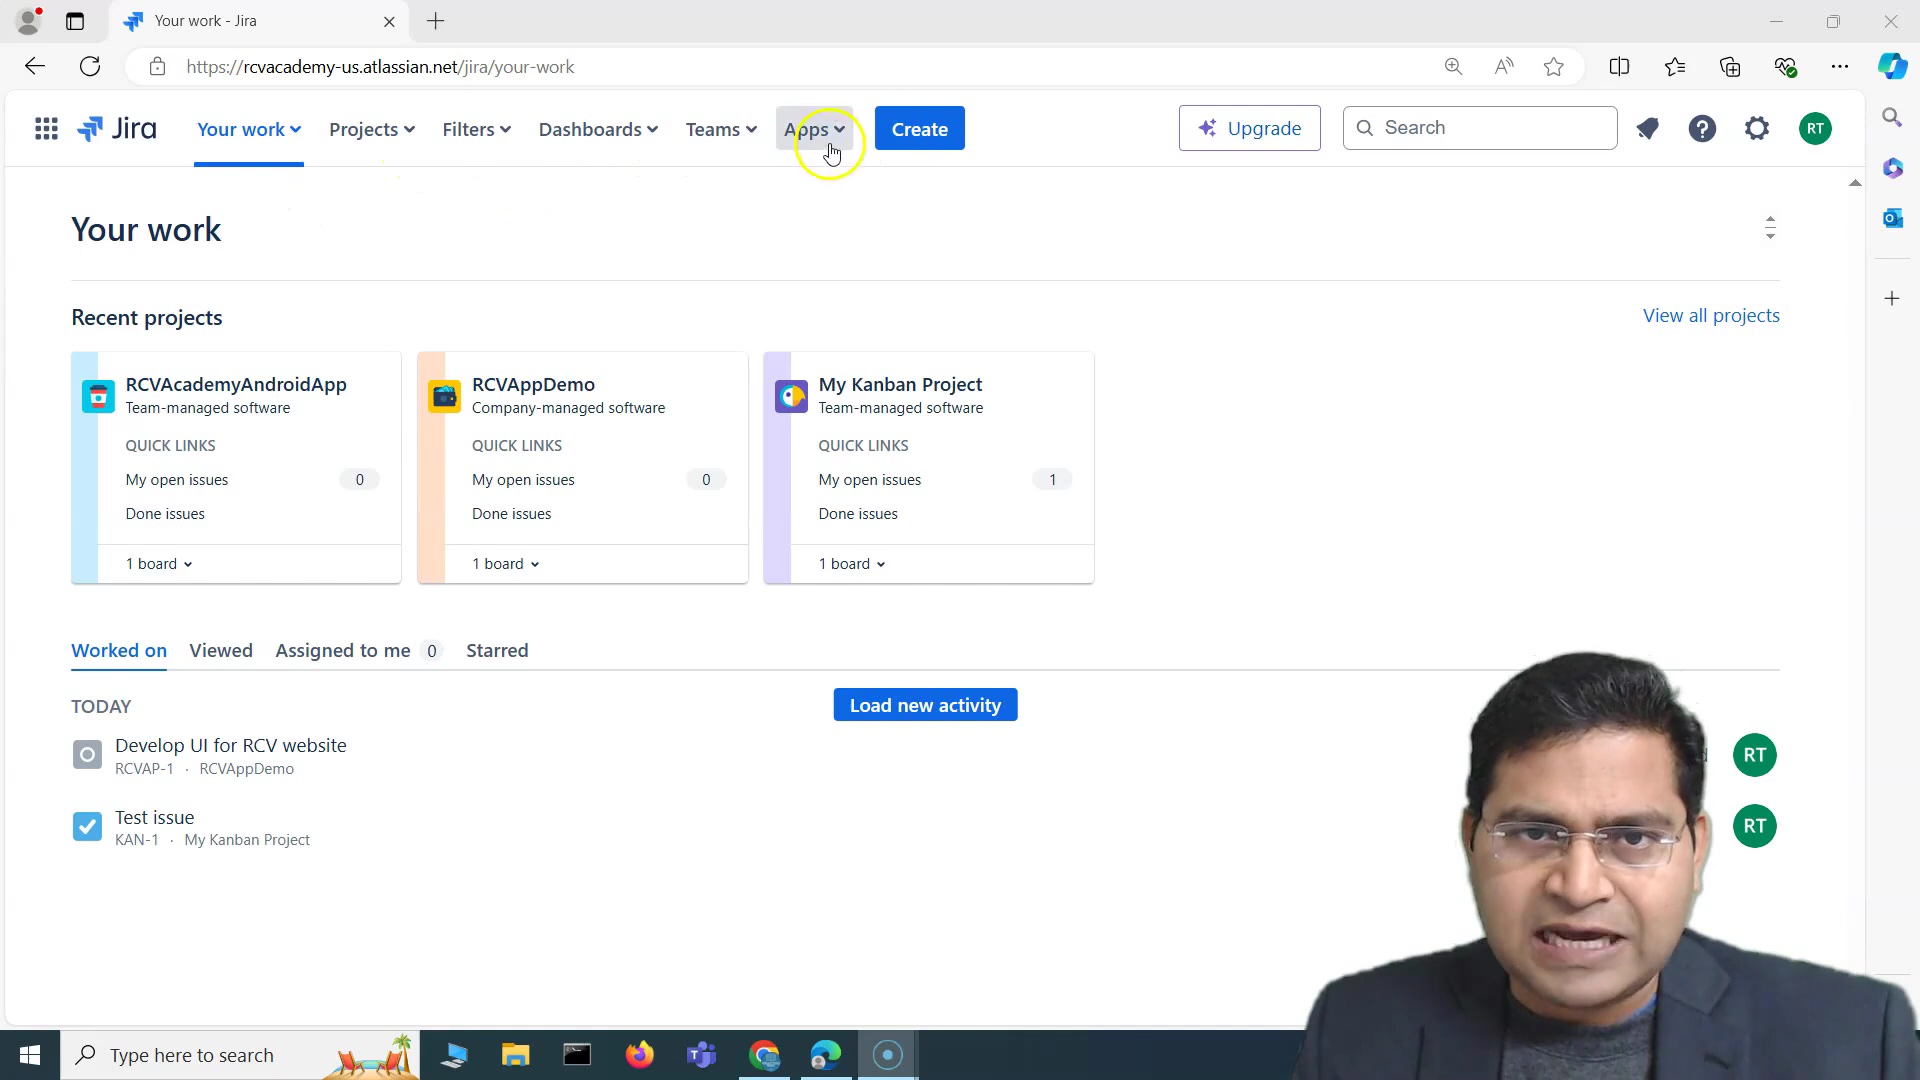 Your work - Jira
https://rcvacademy-us.atlassian.net/jira/your-work
Jira
Your work
Projects
Filters
Dashboards
Teams
Apps
Create
Upgrade
Search
RT
Your work
Recent projects
View all projects
RCVAcademyAndroidApp
Team-managed software
QUICK LINKS
My open issues 0
Done issues
1 board
RCVAppDemo
Company-managed software
QUICK LINKS
My open issues 0
Done issues
1 board
My Kanban Project
Team-managed software
QUICK LINKS
My open issues 1
Done issues
1 board
Worked on
Viewed
Assigned to me 0
Starred
TODAY
Load new activity
Develop UI for RCV website
RCVAP-1 · RCVAppDemo
RT
Test issue
KAN-1 · My Kanban Project
RT
Type here to search